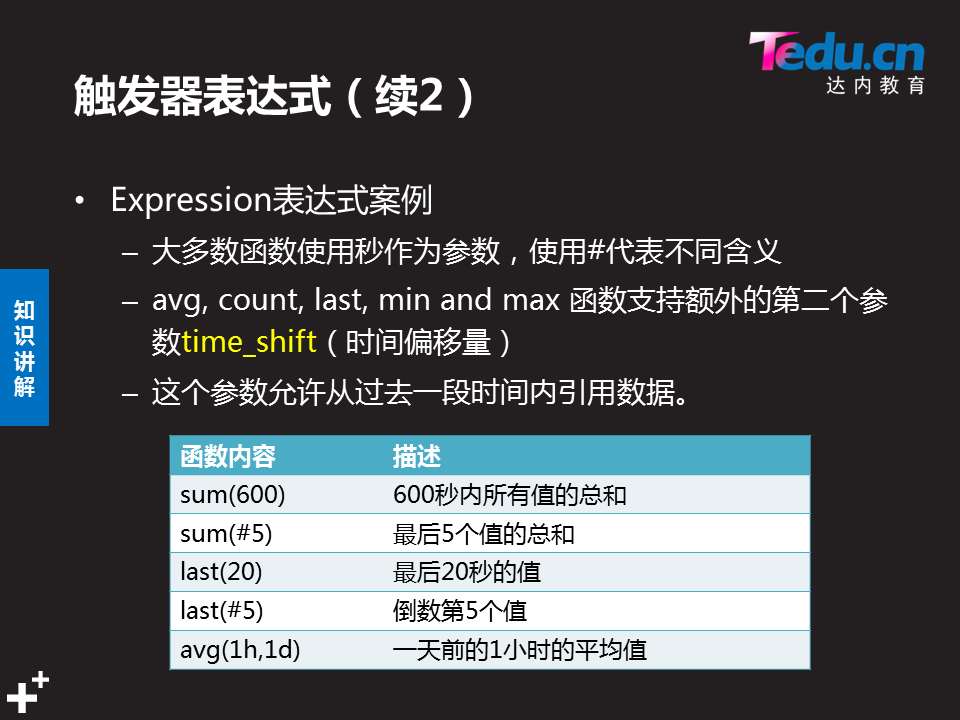 Tedu.cn
达内教育
触发器表达式（续2）
• Expression表达式案例
– 大多数函数使用秒作为参数，使用#代表不同含义
– avg, count, last, min and max 函数支持额外的第二个参
数time_shift（时间偏移量）
– 这个参数允许从过去一段时间内引用数据。
知
识
讲
解
函数内容 描述
sum(600) 600秒内所有值的总和
sum(#5) 最后5个值的总和
last(20) 最后20秒的值
last(#5) 倒数第5个值
avg(1h,1d) 一天前的1小时的平均值